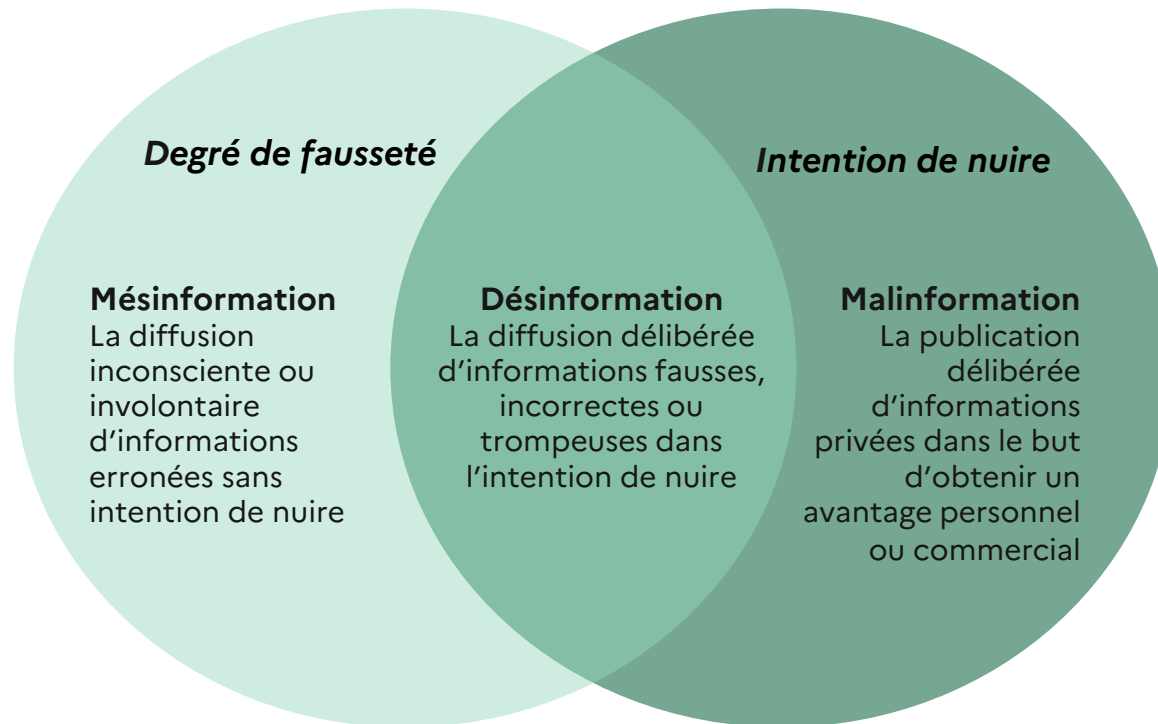 Degré de fausseté
Intention de nuire
Mésinformation
La diffusion
inconsciente ou
involontaire
d’informations
erronées sans
intention de nuire
Désinformation
La diffusion délibérée
d’informations fausses,
incorrectes ou
trompeuses dans
l’intention de nuire
Malinformation
La publication
délibérée
d’informations
privées dans le but
d’obtenir un
avantage personnel
ou commercial